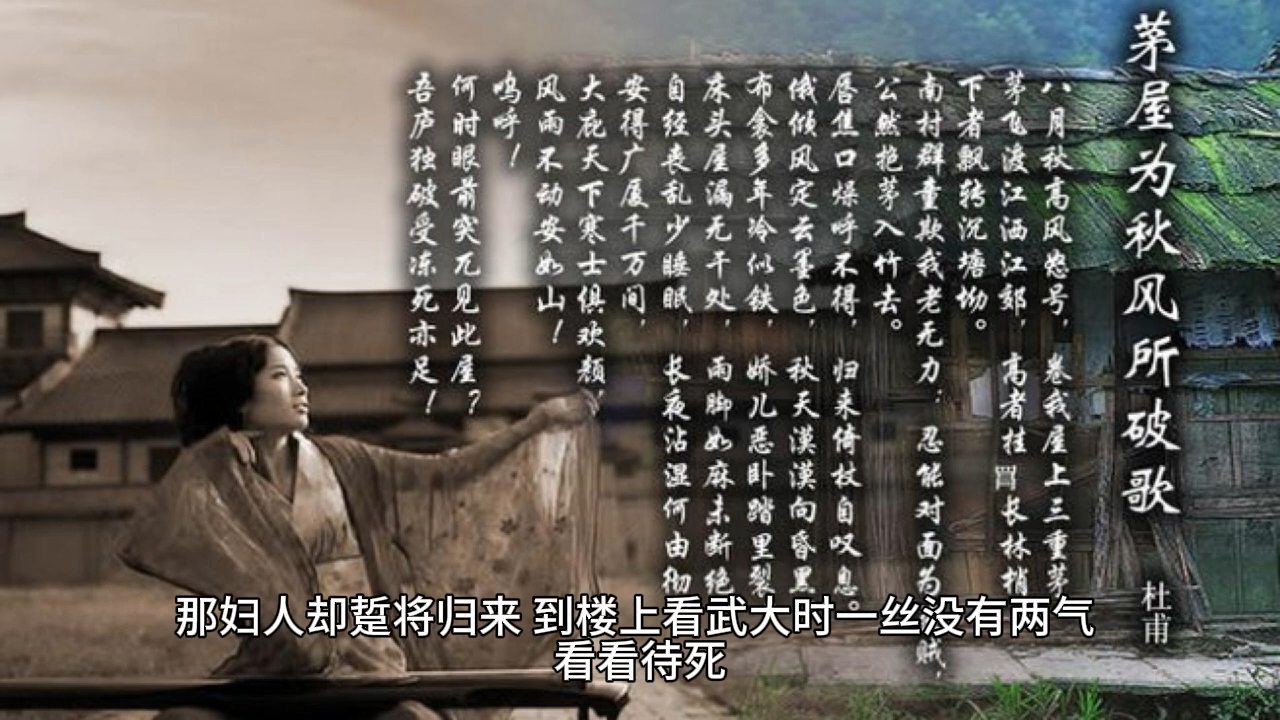 茅屋为秋风所破歌
杜甫
八月秋高风怒号， 卷我屋上三重茅
茅飞渡江洒江郊， 高者挂罥长林梢
下者飘转沉塘坳。
南村群童欺我老无力， 忍能对面为贼，
公然抱茅入竹去。
唇焦口燥呼不得， 归来倚杖自叹息。
俄倾风定云墨色， 秋天漠漠向昏黑
布衾多年冷似铁， 娇儿恶卧踏里裂
床头屋漏无干处， 雨脚如麻未断绝
自经丧乱少睡眠， 长夜沾湿何由彻
安得广厦千万间，
大庇天下寒士俱欢颜，
风雨不动安如山！
呜呼！
何时眼前突兀见此屋？
吾庐独破受冻死亦足！
那妇人却踅将归来 到楼上看武大时一丝没有两气
看看待死